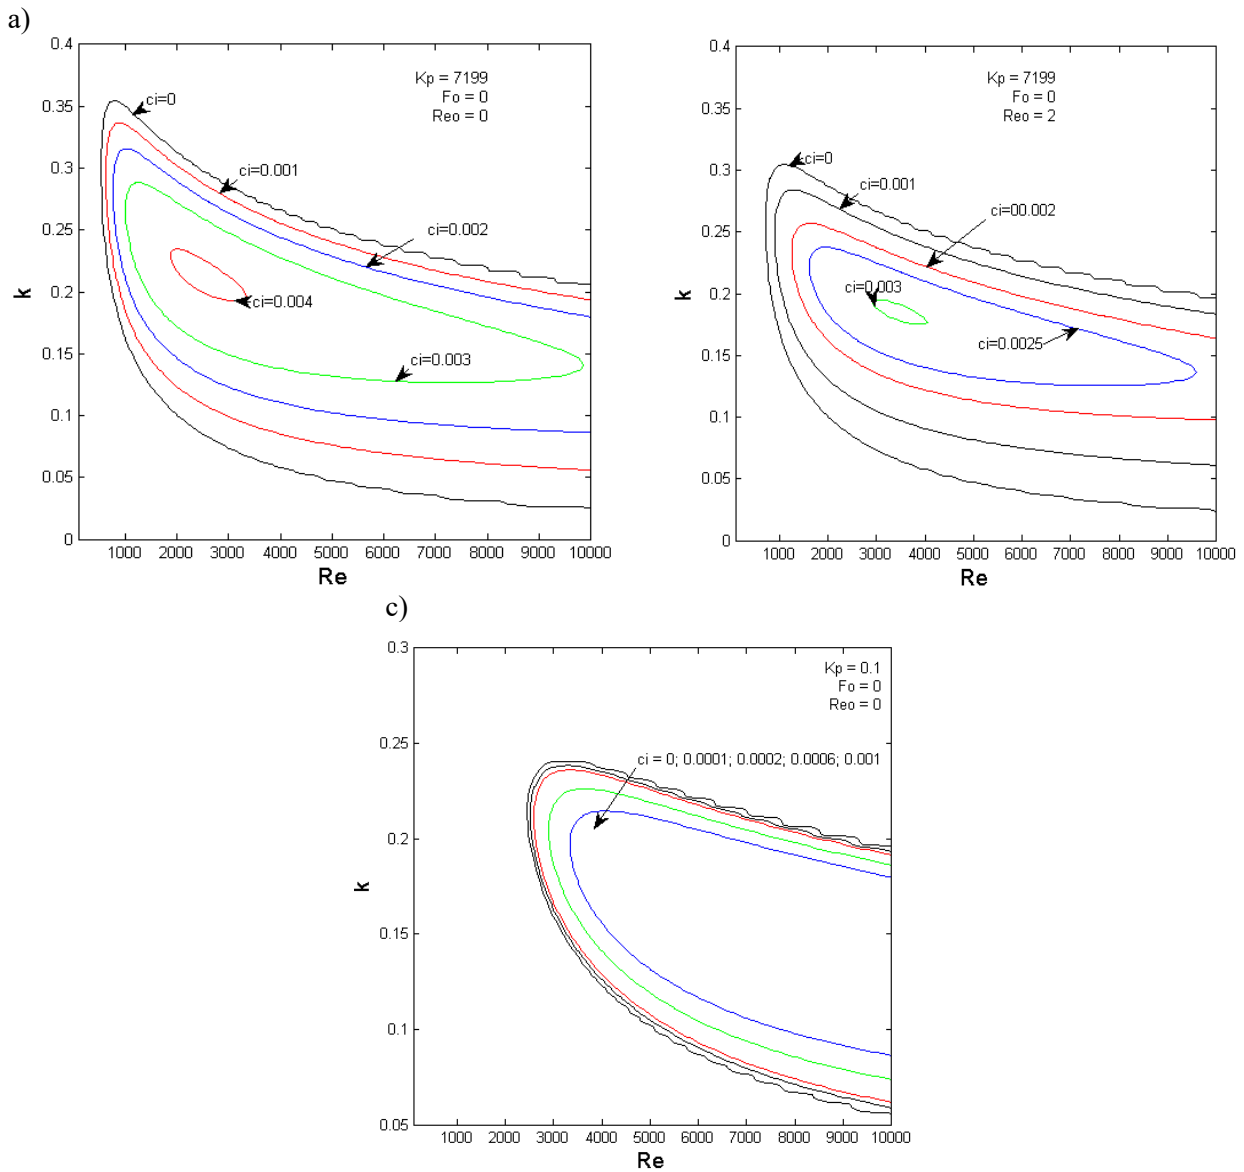 a)
0.4
0.35
0.3
0.25
0.2
0.15
0.1
0.05
0
k
Kp = 7199
Fo = 0
Reo = 0
ci=0
ci=0.001
ci=0.002
ci=0.004
ci=0.003
1000 2000 3000 4000 5000 6000 7000 8000 9000 10000
Re
0.4
0.35
0.3
0.25
0.2
0.15
0.1
0.05
0
k
Kp = 7199
Fo = 0
Reo = 2
ci=0
ci=0.001
ci=00.002
ci=0.003
ci=0.0025
1000 2000 3000 4000 5000 6000 7000 8000 9000 10000
Re
c)
0.3
0.25
0.2
0.15
0.1
0.05
k
Kp = 0.1
Fo = 0
Reo = 0
ci = 0; 0.0001; 0.0002; 0.0006; 0.001
1000 2000 3000 4000 5000 6000 7000 8000 9000 10000
Re